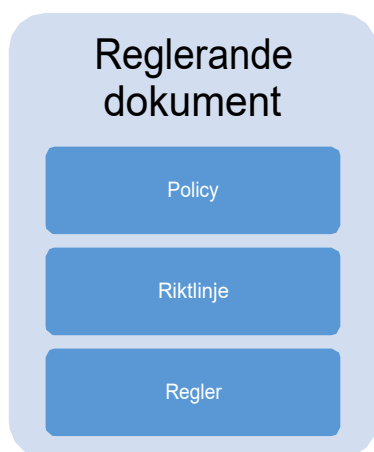 Reglerande
dokument
Policy
Riktlinje
Regler